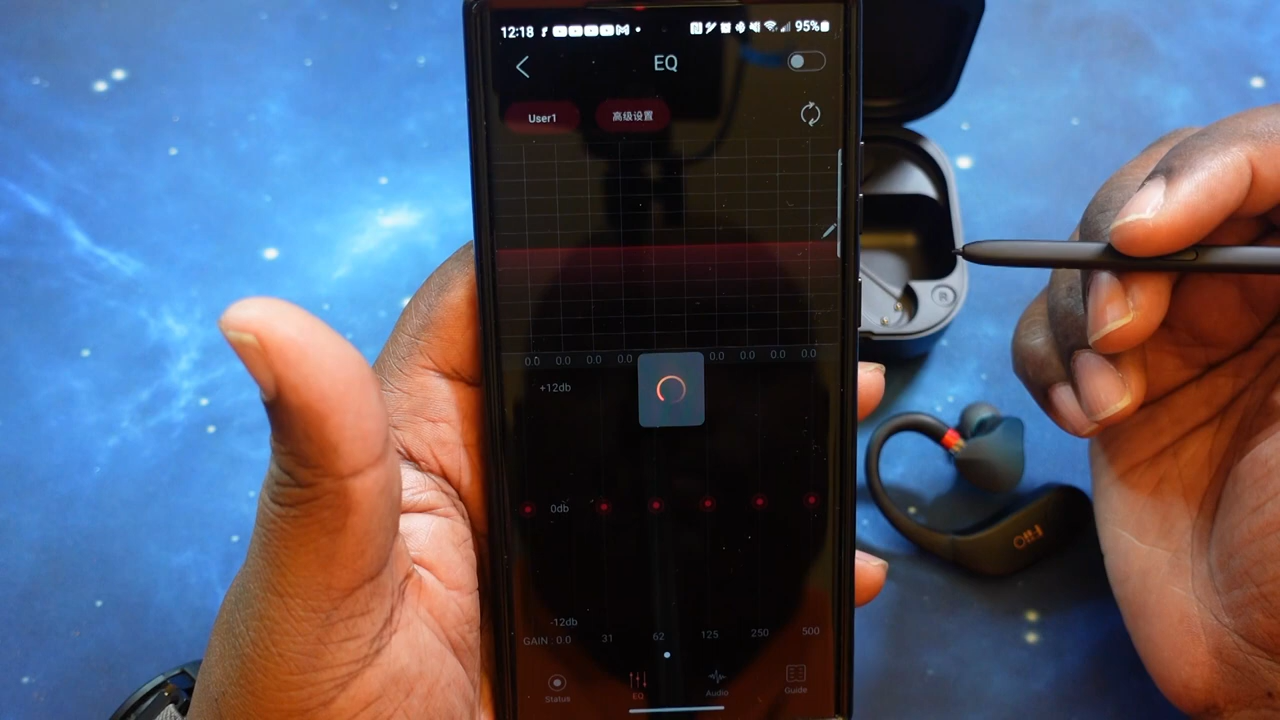 12:18 95%
EQ
User1 高级设置
0.0 0.0 0.0 0.0 0.0 0.0 0.0 0.0
+12db
0db
-12db
GAIN : 0.0 31 62 125 250 500
Status EQ Audio Guide
R
FiiO